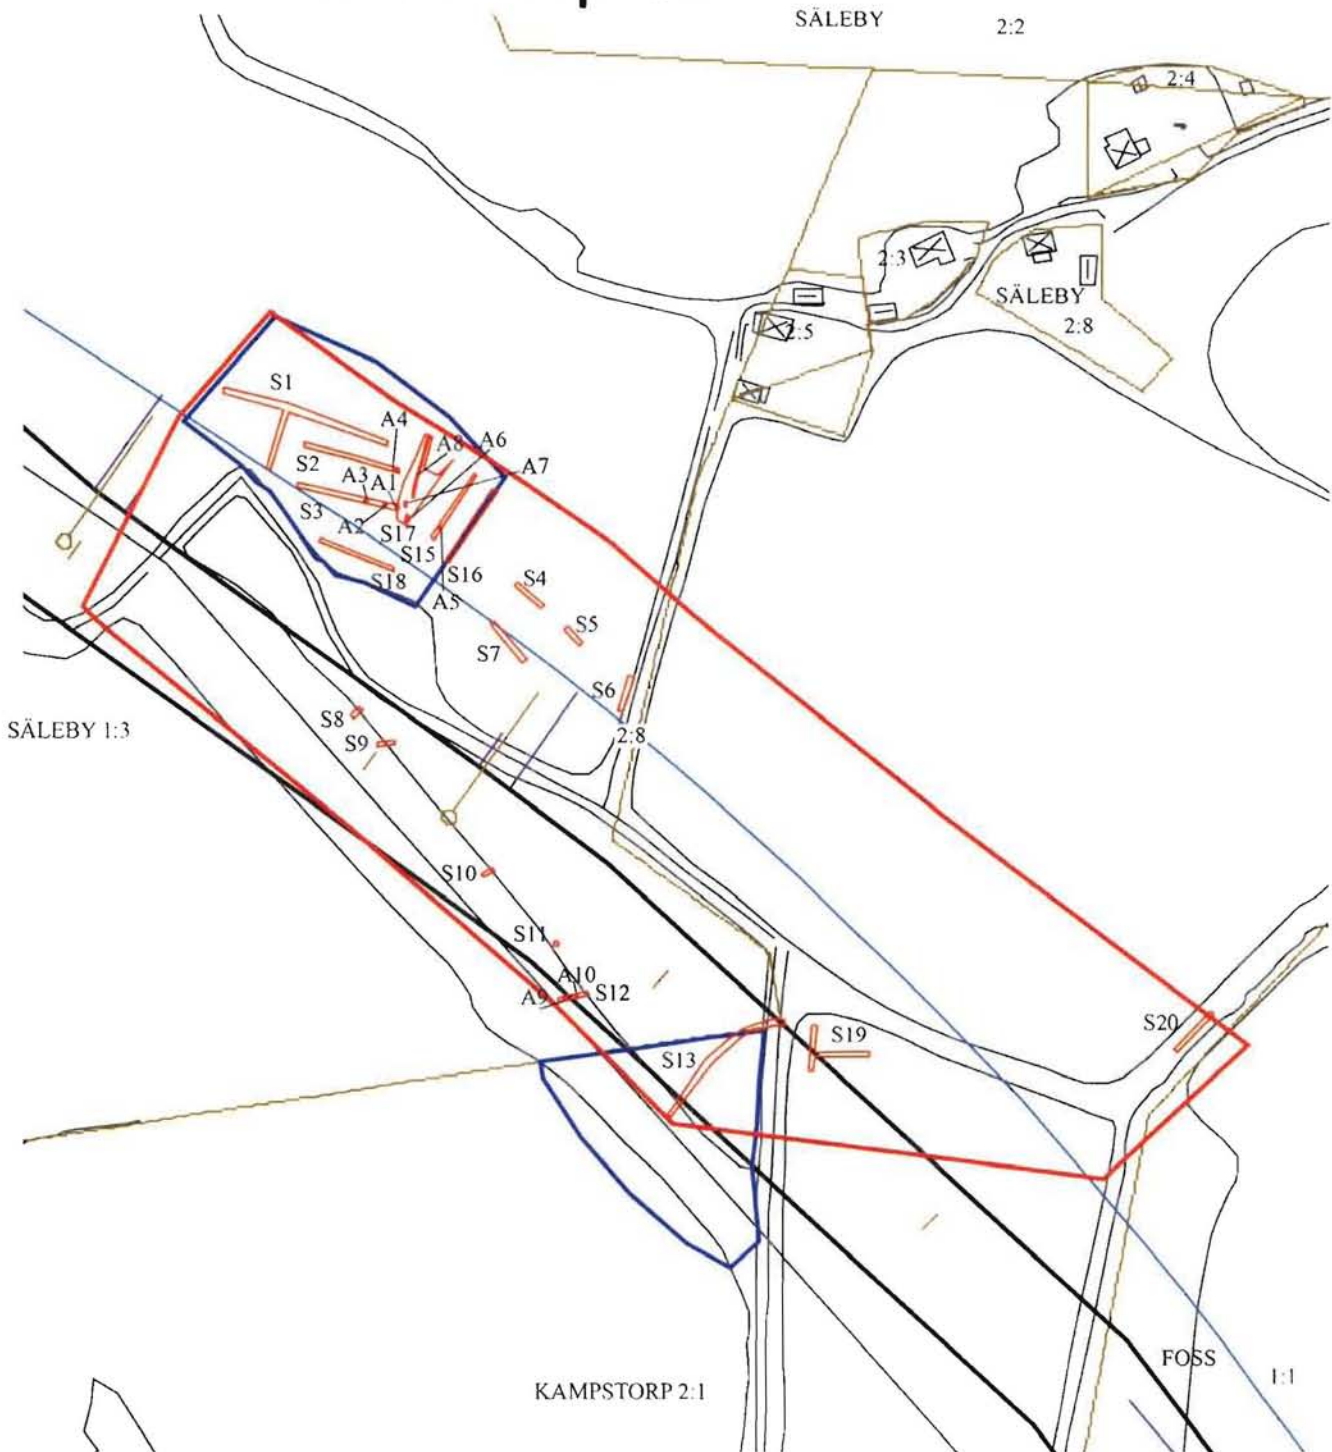 SÄLEBY
2:2
2:4
2:3
SÄLEBY
2:8
2:5
S1
A4
A6
A8
A7
S2
A3
A1
S3
A2
S17
S15
S18
S16
A5
S4
S5
S7
S6
2:8
SÄLEBY 1:3
S8
S9
S10
S11
A10
A9
S12
S13
S19
S20
FOSS
1:1
KAMPSTORP 2:1